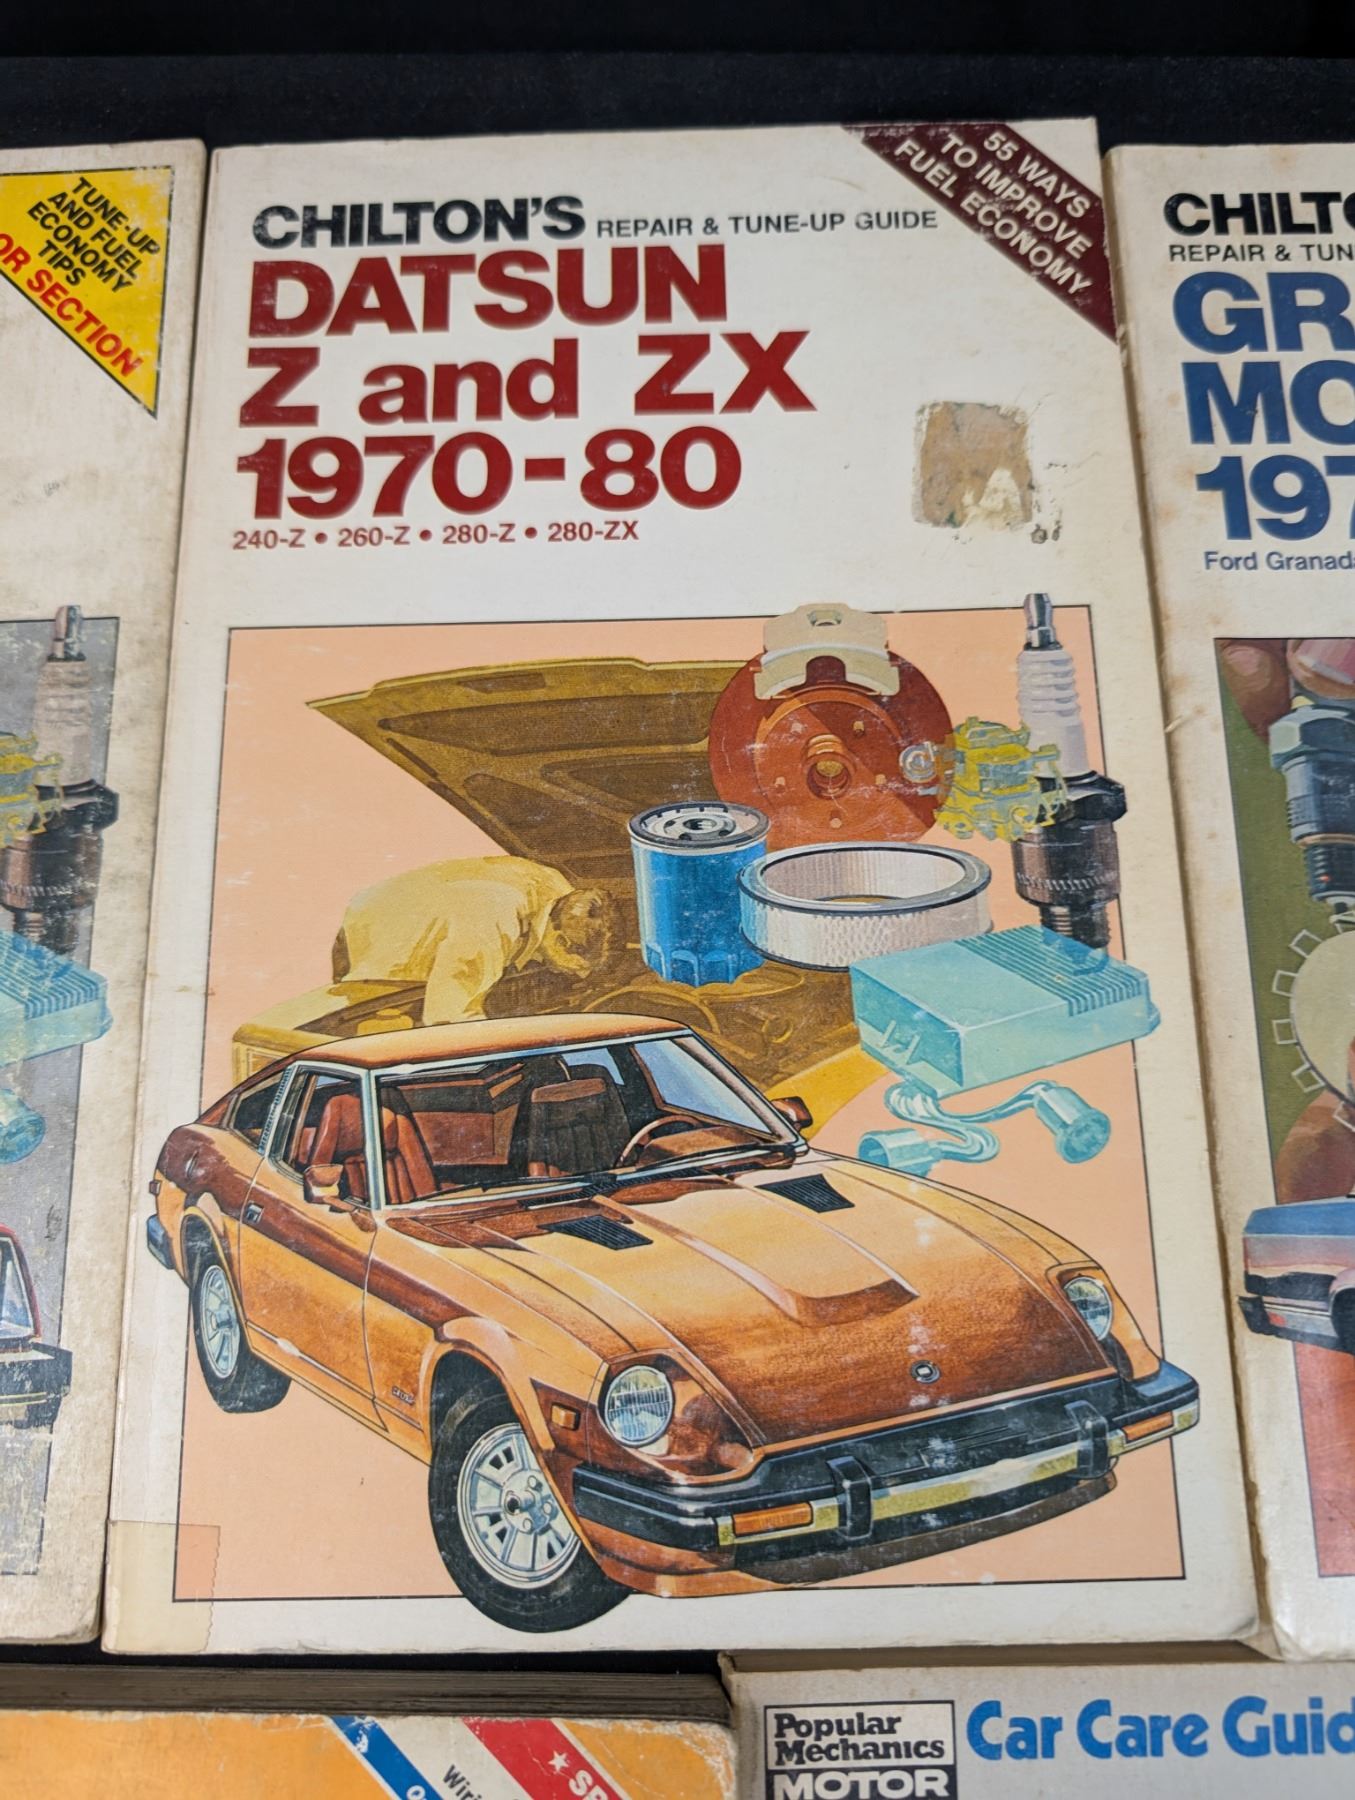 TUNE-UP
AND FUEL
ECONOMY
TIPS
OR SECTION
CHILTON'S REPAIR & TUNE-UP GUIDE
DATSUN
Z and ZX
1970-80
240-Z • 260-Z • 280-Z • 280-ZX
55 WAYS
TO IMPROVE
FUEL ECONOMY
CHILTO
REPAIR & TUN
GR
MO
197
Ford Granada
Popular
Mechanics
MOTOR
Car Care Guid